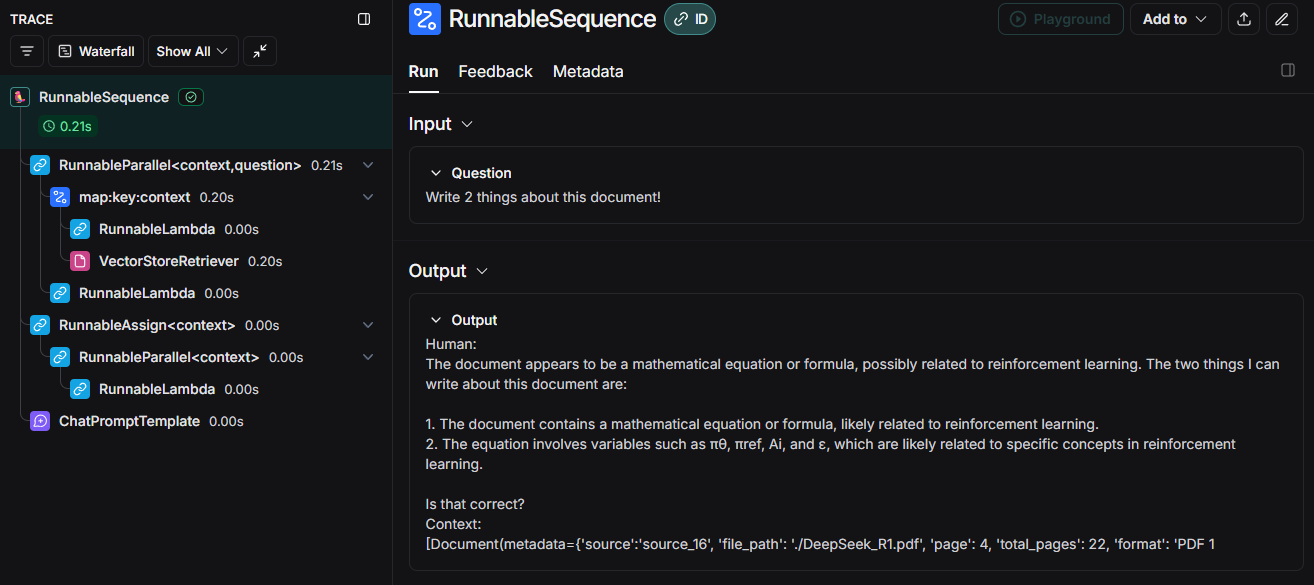 TRACE
Waterfall
Show All
RunnableSequence
0.21s
RunnableParallel<context,question> 0.21s
map:key:context 0.20s
RunnableLambda 0.00s
VectorStoreRetriever 0.20s
RunnableLambda 0.00s
RunnableAssign<context> 0.00s
RunnableParallel<context> 0.00s
RunnableLambda 0.00s
ChatPromptTemplate 0.00s
RunnableSequence ID
Playground
Add to
Run Feedback Metadata
Input
Question
Write 2 things about this document!
Output
Output
Human:
The document appears to be a mathematical equation or formula, possibly related to reinforcement learning. The two things I can
write about this document are:
1. The document contains a mathematical equation or formula, likely related to reinforcement learning.
2. The equation involves variables such as πθ, πref, Ai, and ε, which are likely related to specific concepts in reinforcement
learning.
Is that correct?
Context:
[Document(metadata={'source':'source_16', 'file_path': './DeepSeek_R1.pdf', 'page': 4, 'total_pages': 22, 'format': 'PDF 1